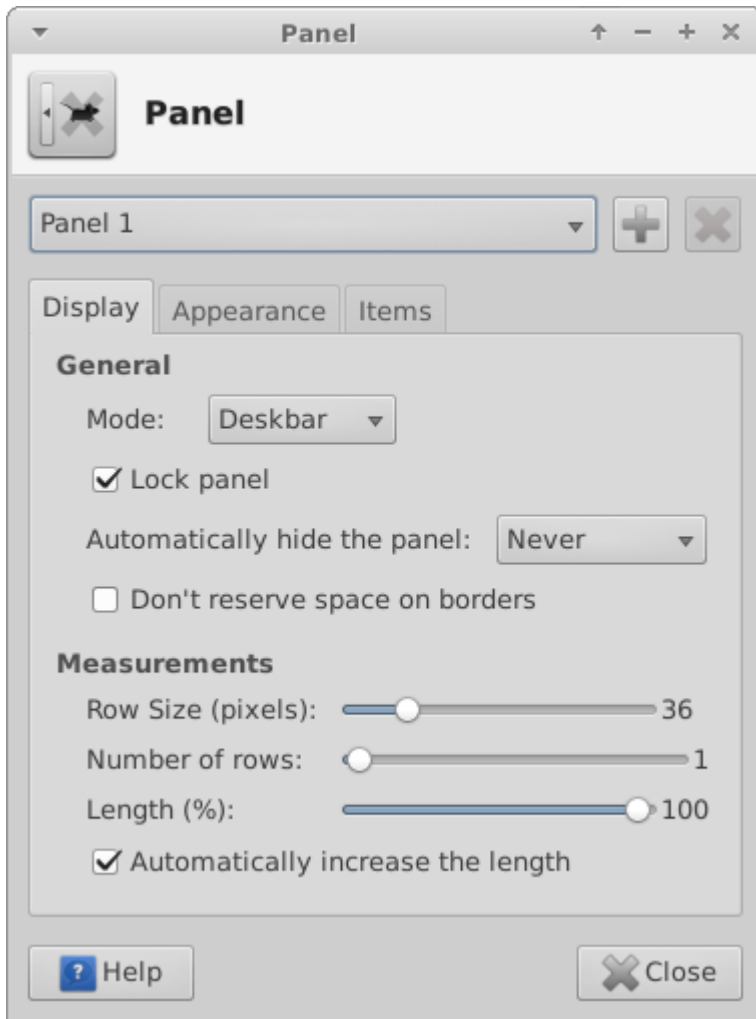 Panel
Panel
Panel 1
Display Appearance Items
General
Mode: Deskbar
Lock panel
Automatically hide the panel: Never
Don't reserve space on borders
Measurements
Row Size (pixels): 36
Number of rows: 1
Length (%): 100
Automatically increase the length
? Help Close